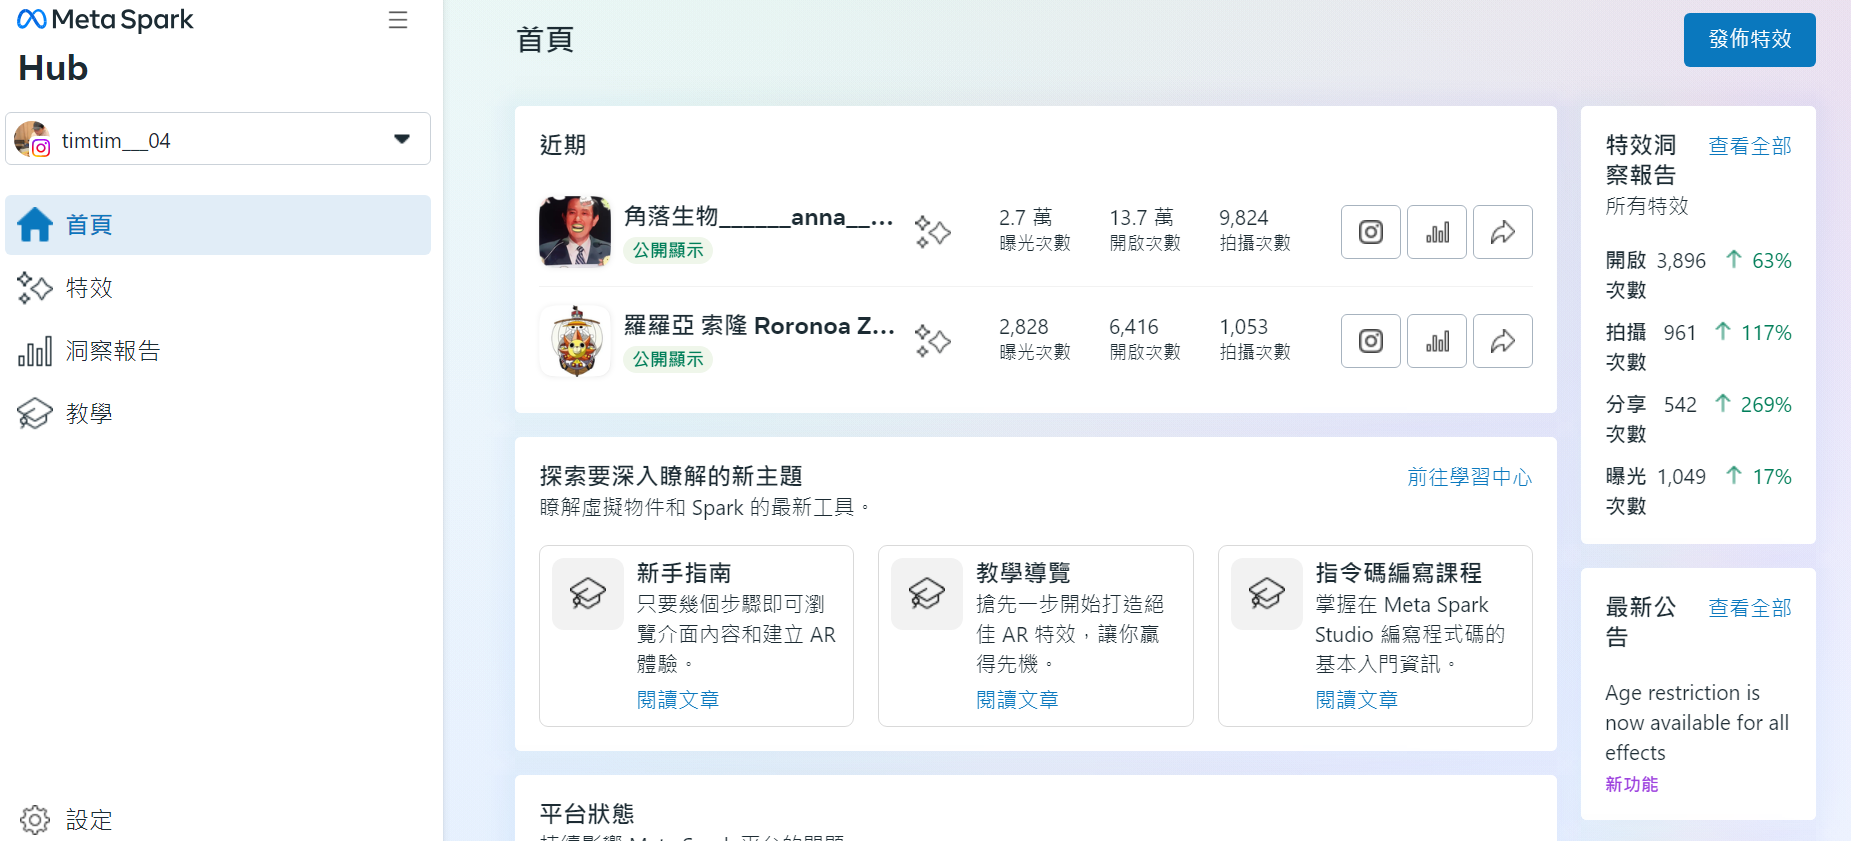 Meta Spark
Hub
timtim___04
首頁
特效
洞察報告
教學
設定
首頁
發佈特效
近期
角落生物______anna__...
公開顯示
2.7 萬
曝光次數
13.7 萬
開啟次數
9,824
拍攝次數
羅羅亞 索隆 Roronoa Z...
公開顯示
2,828
曝光次數
6,416
開啟次數
1,053
拍攝次數
探索要深入瞭解的新主題
前往學習中心
瞭解虛擬物件和 Spark 的最新工具。
新手指南
只要幾個步驟即可瀏
覽介面內容和建立 AR
體驗。
閱讀文章
教學導覽
搶先一步開始打造絕
佳 AR 特效，讓你贏
得先機。
閱讀文章
指令碼編寫課程
掌握在 Meta Spark
Studio 編寫程式碼的
基本入門資訊。
閱讀文章
平台狀態
持續影響 Meta Spark 平台的問題
特效洞
察報告
查看全部
所有特效
開啟 3,896 ↑ 63%
次數
拍攝 961 ↑ 117%
次數
分享 542 ↑ 269%
次數
曝光 1,049 ↑ 17%
次數
最新公
告
查看全部
Age restriction is
now available for all
effects
新功能